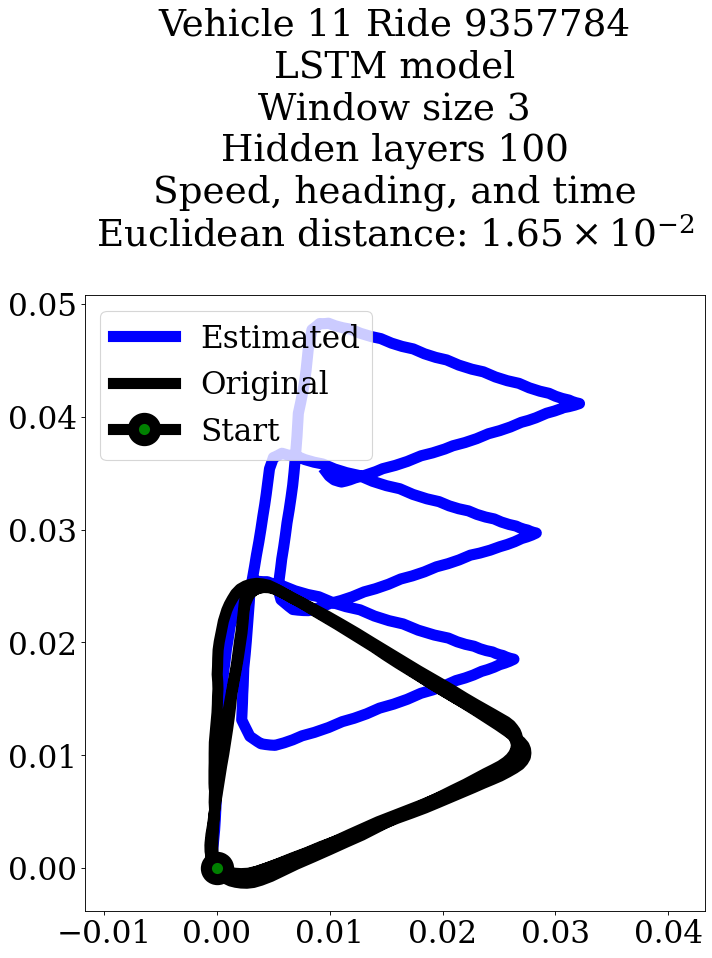 Vehicle 11 Ride 9357784
LSTM model
Window size 3
Hidden layers 100
Speed, heading, and time
Euclidean distance: 1.65 × 10⁻²
Estimated
Original
Start
0.05
0.04
0.03
0.02
0.01
0.00
−0.01 0.00 0.01 0.02 0.03 0.04